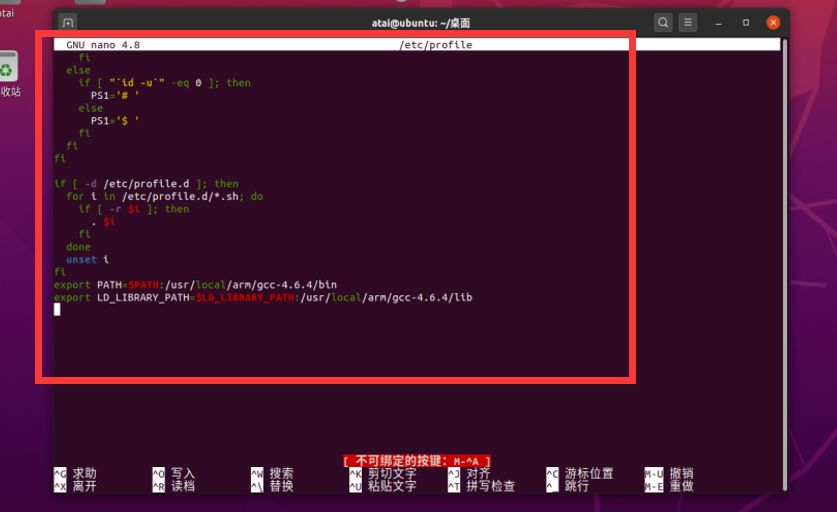 atai
收站
atai@ubuntu: ~/桌面
GNU nano 4.8 /etc/profile
fi
else
if [ "`id -u`" -eq 0 ]; then
PS1='# '
else
PS1='$ '
fi
fi
fi
if [ -d /etc/profile.d ]; then
for i in /etc/profile.d/*.sh; do
if [ -r $i ]; then
. $i
fi
done
unset i
fi
export PATH=$PATH:/usr/local/arm/gcc-4.6.4/bin
export LD_LIBRARY_PATH=$LD_LIBRARY_PATH:/usr/local/arm/gcc-4.6.4/lib
[ 不可绑定的按键: M-^A ]
^G 求助 ^O 写入 ^W 搜索 ^K 剪切文字 ^J 对齐 ^C 游标位置 M-U 撤销
^X 离开 ^R 读档 ^\ 替换 ^U 粘贴文字 ^T 拼写检查 ^_ 跳行 M-E 重做